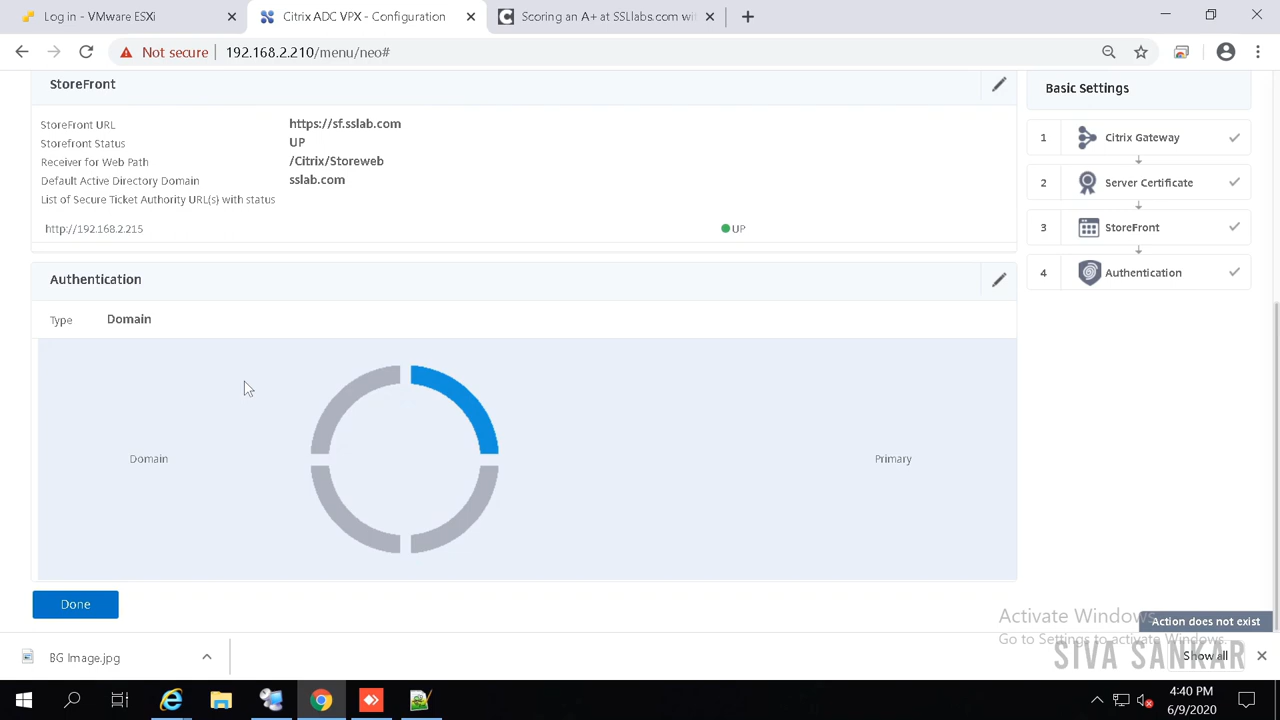 Log in - VMware ESXi
Citrix ADC VPX - Configuration
Scoring an A+ at SSLlabs.com wi
Not secure
192.168.2.210/menu/neo#
StoreFront
StoreFront URL
https://sf.sslab.com
Storefront Status
UP
Receiver for Web Path
/Citrix/Storeweb
Default Active Directory Domain
sslab.com
List of Secure Ticket Authority URL(s) with status
http://192.168.2.215
UP
Authentication
Type
Domain
Domain
Primary
Done
Basic Settings
1 Citrix Gateway
2 Server Certificate
3 StoreFront
4 Authentication
Activate Windows
Action does not exist
Go to Settings to activate Windows.
SIVA SANKAR
Show all
BG Image.jpg
4:40 PM
6/9/2020